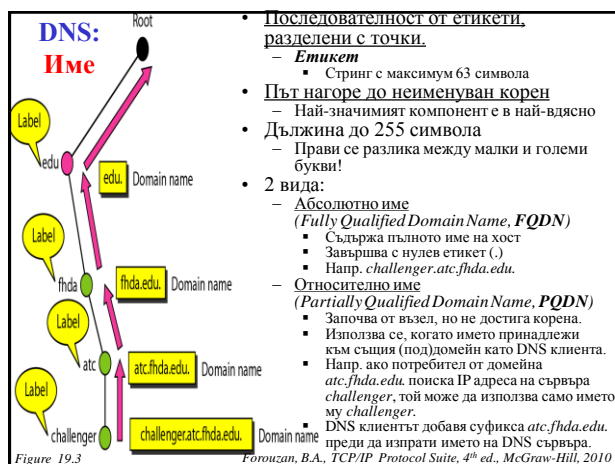 DNS:
Име
Root
Label
edu
edu.
Domain name
Label
fhda
fhda.edu.
Domain name
Label
atc
atc.fhda.edu.
Domain name
Label
challenger
challenger.atc.fhda.edu.
Domain name
Figure 19.3
• Последователност от етикети,
разделени с точки.
– Етикет
▪ Стринг с максимум 63 символа
• Път нагоре до неименуван корен
– Най-значимият компонент е в най-вдясно
• Дължина до 255 символа
– Прави се разлика между малки и големи
букви!
• 2 вида:
– Абсолютно име
(Fully Qualified Domain Name, FQDN)
▪ Съдържа пълното име на хост
▪ Завършва с нулев етикет (.)
▪ Напр. challenger.atc.fhda.edu.
– Относително име
(Partially Qualified Domain Name, PQDN)
▪ Започва от възел, но не достига корена.
▪ Използва се, когато името принадлежи
към същия (под)домейн като DNS клиента.
▪ Напр. ако потребител от домейна
atc.fhda.edu. поиска IP адреса на сървъра
challenger, той може да използва само името
му challenger.
▪ DNS клиентът добавя суфикса atc.fhda.edu.
преди да изпрати името на DNS сървъра.
Forouzan, B.A., TCP/IP Protocol Suite, 4th ed., McGraw-Hill, 2010